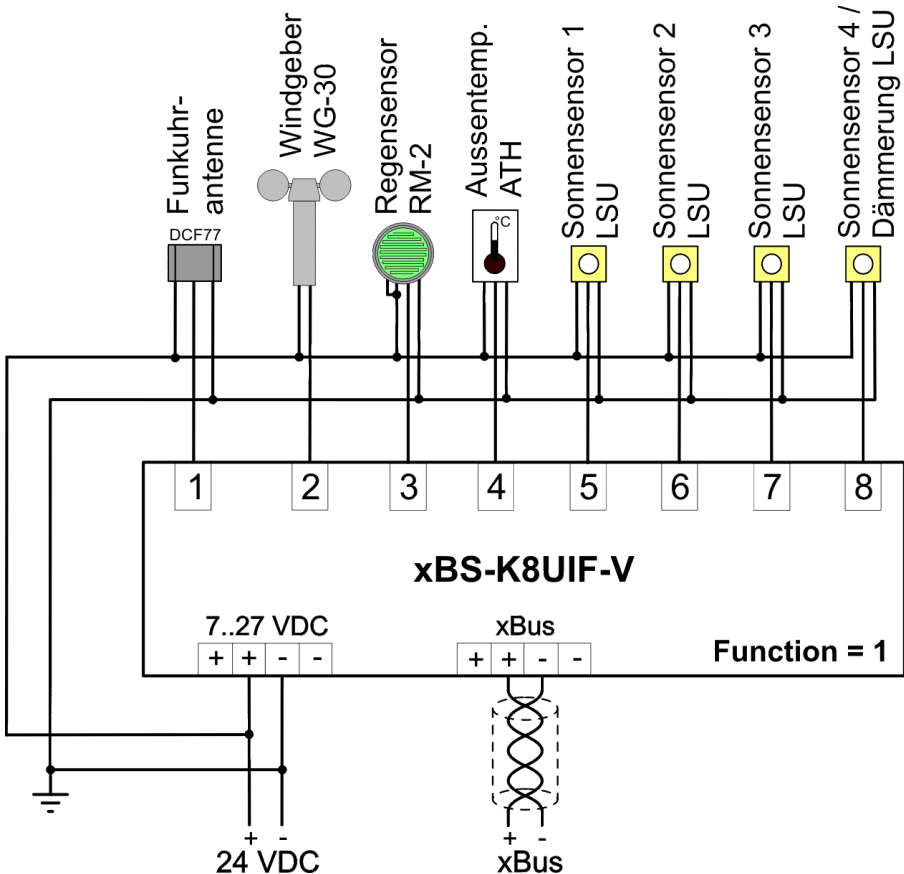 Funkuhr-
antenne
Windgeber
WG-30
Regensensor
RM-2
Aussentemp.
ATH
Sonnensensor 1
LSU
Sonnensensor 2
LSU
Sonnensensor 3
LSU
Sonnensensor 4 /
Dämmerung LSU
DCF77
°C
1 2 3 4 5 6 7 8
xBS-K8UIF-V
7..27 VDC xBus
+ + - - + + - -
Function = 1
+ - + -
24 VDC xBus